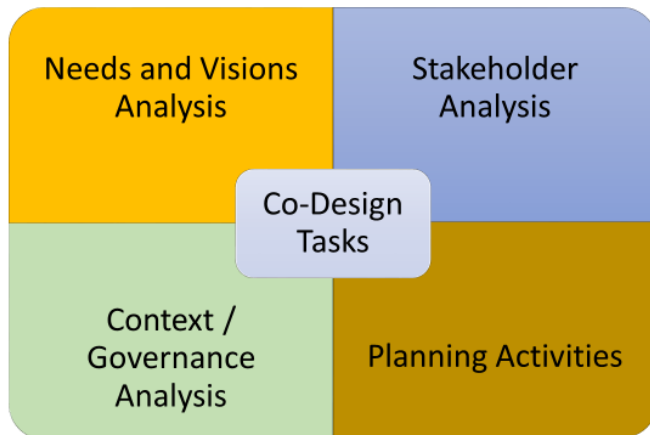 Needs and Visions
Analysis
Stakeholder
Analysis
Co-Design
Tasks
Context /
Governance
Analysis
Planning Activities